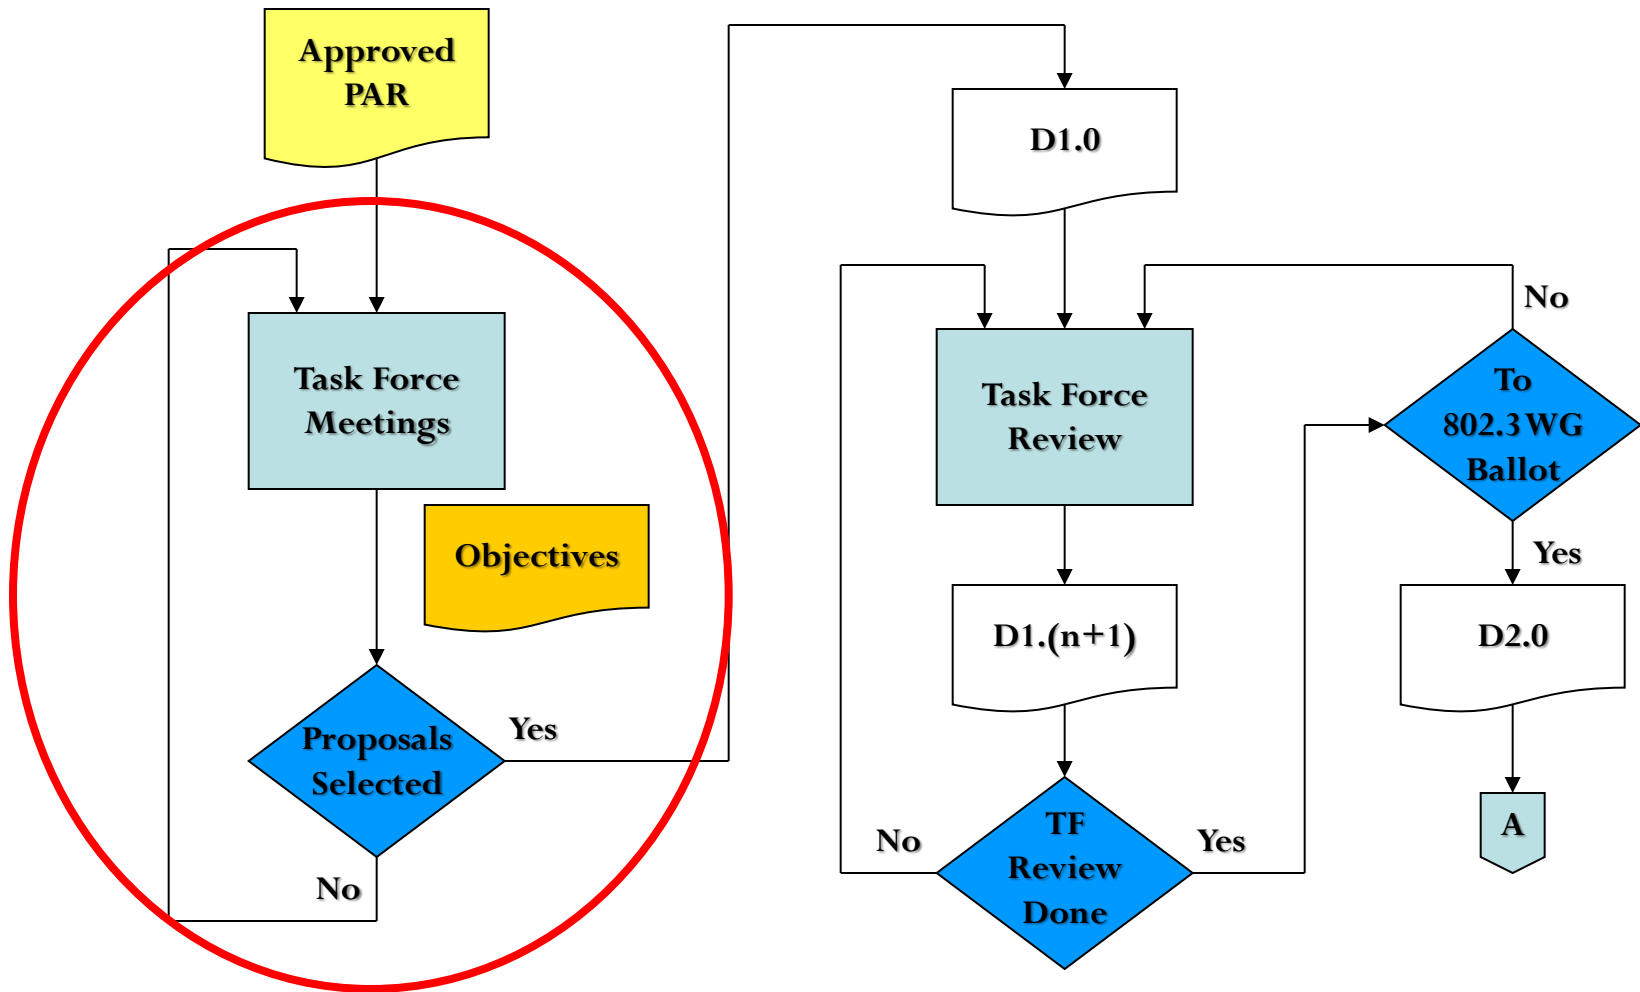 Approved
PAR
Task Force
Meetings
Objectives
Proposals
Selected
Yes
No
D1.0
Task Force
Review
D1.(n+1)
TF
Review
Done
No
Yes
To
802.3 WG
Ballot
No
Yes
D2.0
A